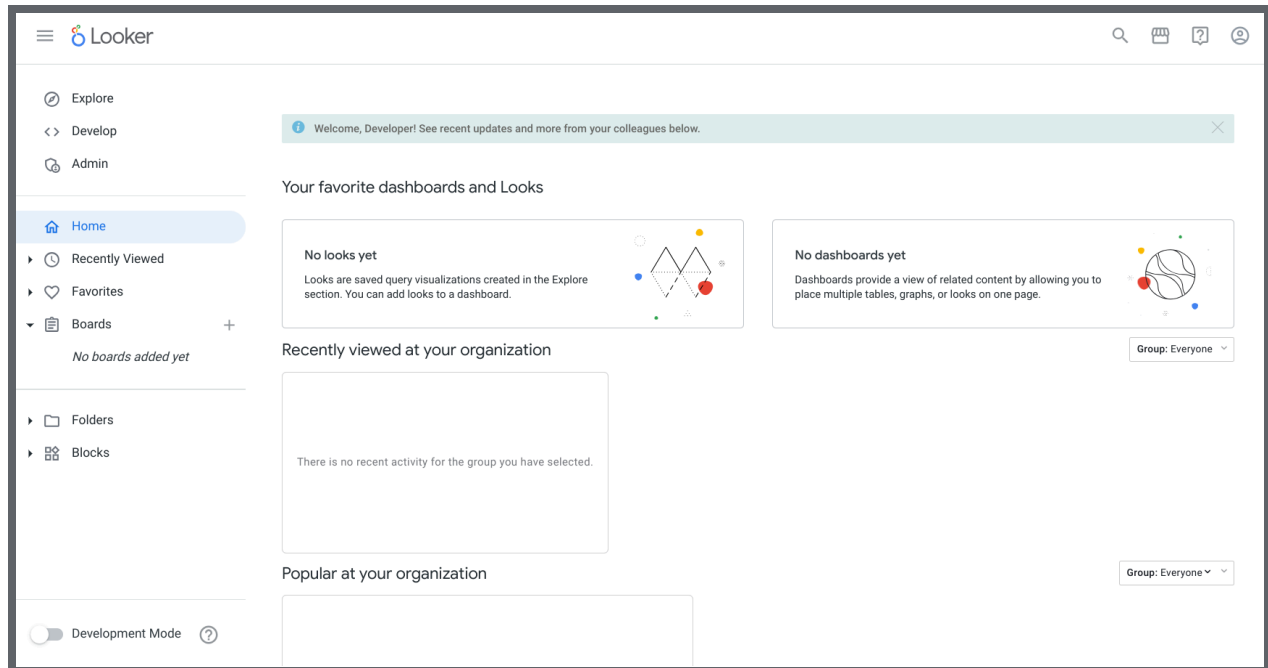 Looker
Explore
Develop
Admin
Home
Recently Viewed
Favorites
Boards
No boards added yet
Folders
Blocks
Development Mode
Welcome, Developer! See recent updates and more from your colleagues below.
Your favorite dashboards and Looks
No looks yet
Looks are saved query visualizations created in the Explore
section. You can add looks to a dashboard.
No dashboards yet
Dashboards provide a view of related content by allowing you to
place multiple tables, graphs, or looks on one page.
Recently viewed at your organization
Group: Everyone
There is no recent activity for the group you have selected.
Popular at your organization
Group: Everyone